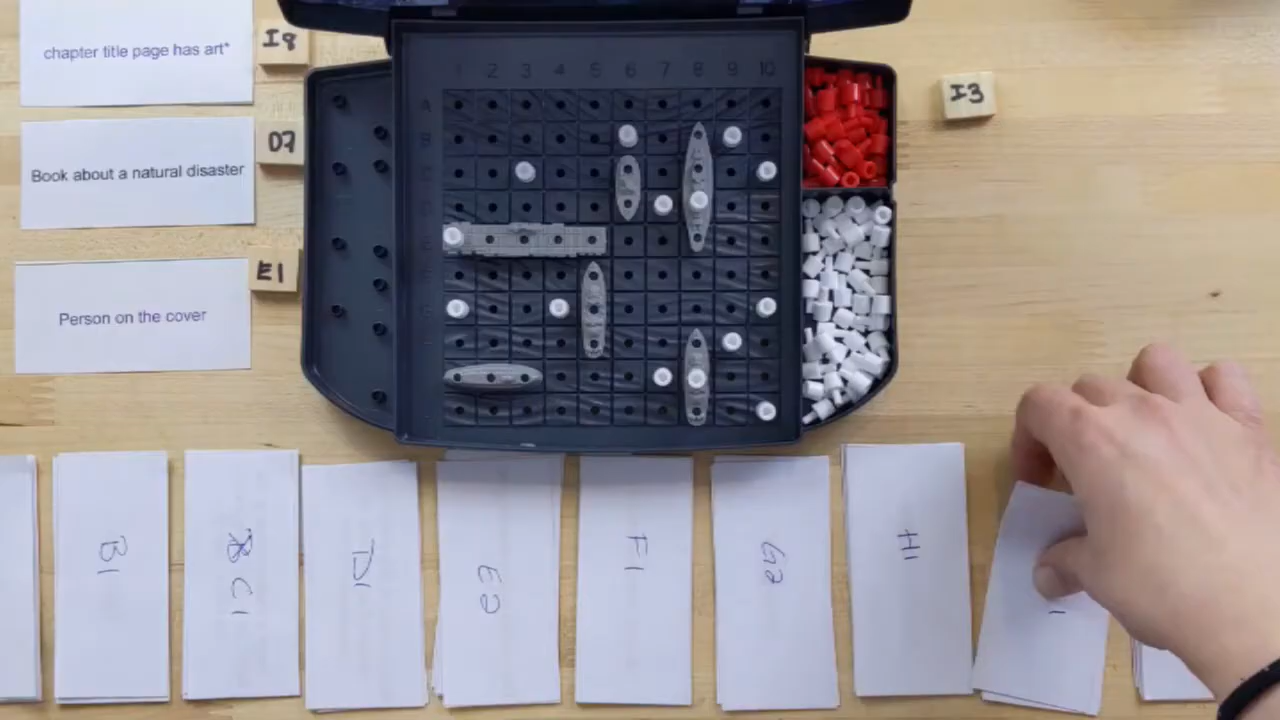 chapter title page has art*
I8
Book about a natural disaster
D7
Person on the cover
E1
1 2 3 4 5 6 7 8 9 10
A
B
C
D
E
F
G
I3
B1
C1
D1
E2
F1
G2
H1